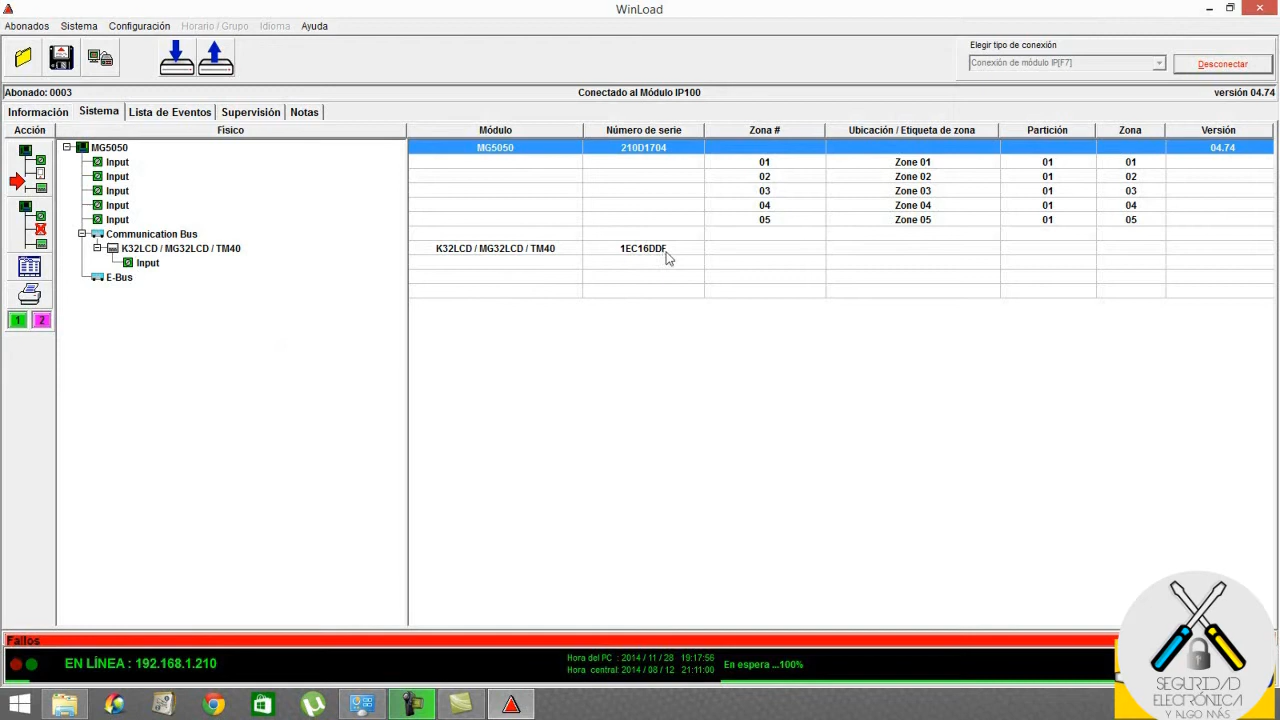 WinLoad
Abonados Sistema Configuración Horario / Grupo Idioma Ayuda
Elegir tipo de conexión
Conexión de módulo IP[F7] Desconectar
Abonado: 0003 Conectado al Módulo IP100 versión 04.74
Información Sistema Lista de Eventos Supervisión Notas
Acción Físico Módulo Número de serie Zona # Ubicación / Etiqueta de zona Partición Zona Versión
MG5050 MG5050 210D1704 04.74
Input 01 Zone 01 01 01
Input 02 Zone 02 01 02
Input 03 Zone 03 01 03
Input 04 Zone 04 01 04
Input 05 Zone 05 01 05
Communication Bus
K32LCD / MG32LCD / TM40 K32LCD / MG32LCD / TM40 1EC16DDF
Input
E-Bus
1 2
Fallos
EN LÍNEA : 192.168.1.210
Hora del PC : 2014 / 11 / 28 19:17:56
Hora central: 2014 / 08 / 12 21:11:00
En espera ...100%
SEGURIDAD
ELECTRÓNICA
Y ALGO MÁS